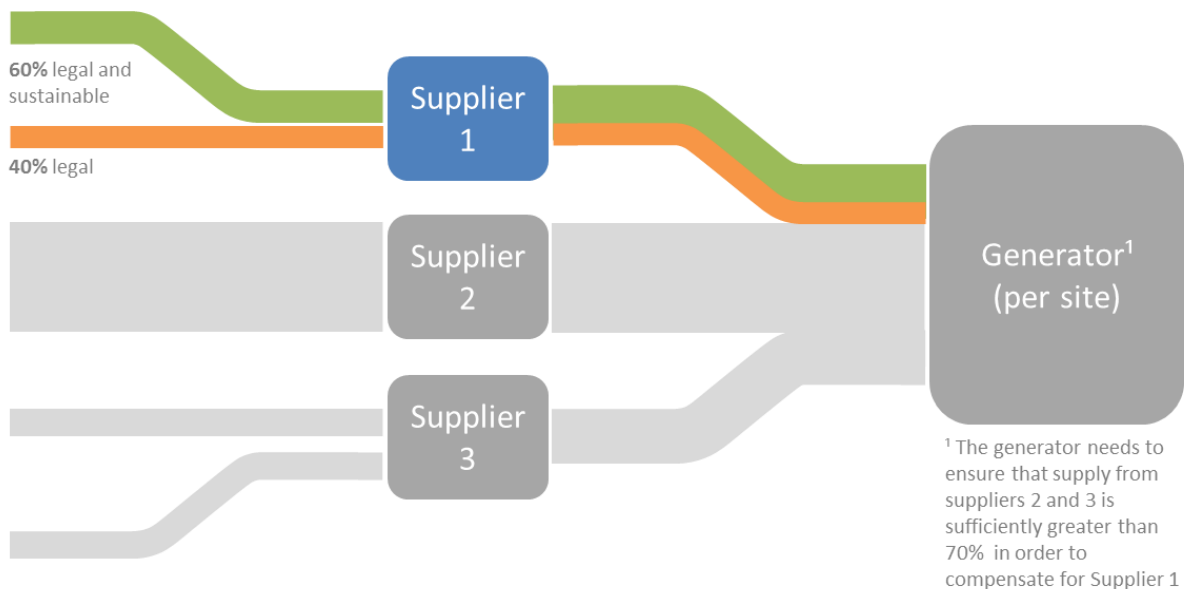 60% legal and
sustainable
40% legal
Supplier
1
Supplier
2
Supplier
3
Generator¹
(per site)
¹ The generator needs to
ensure that supply from
suppliers 2 and 3 is
sufficiently greater than
70% in order to
compensate for Supplier 1